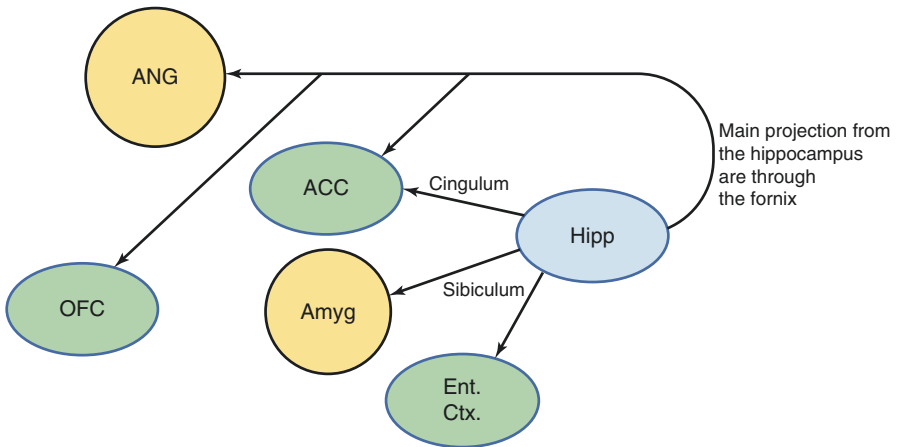 ANG
Main projection from
the hippocampus
are through
the fornix
ACC
Cingulum
Hipp
Sibiculum
OFC
Amyg
Ent.
Ctx.